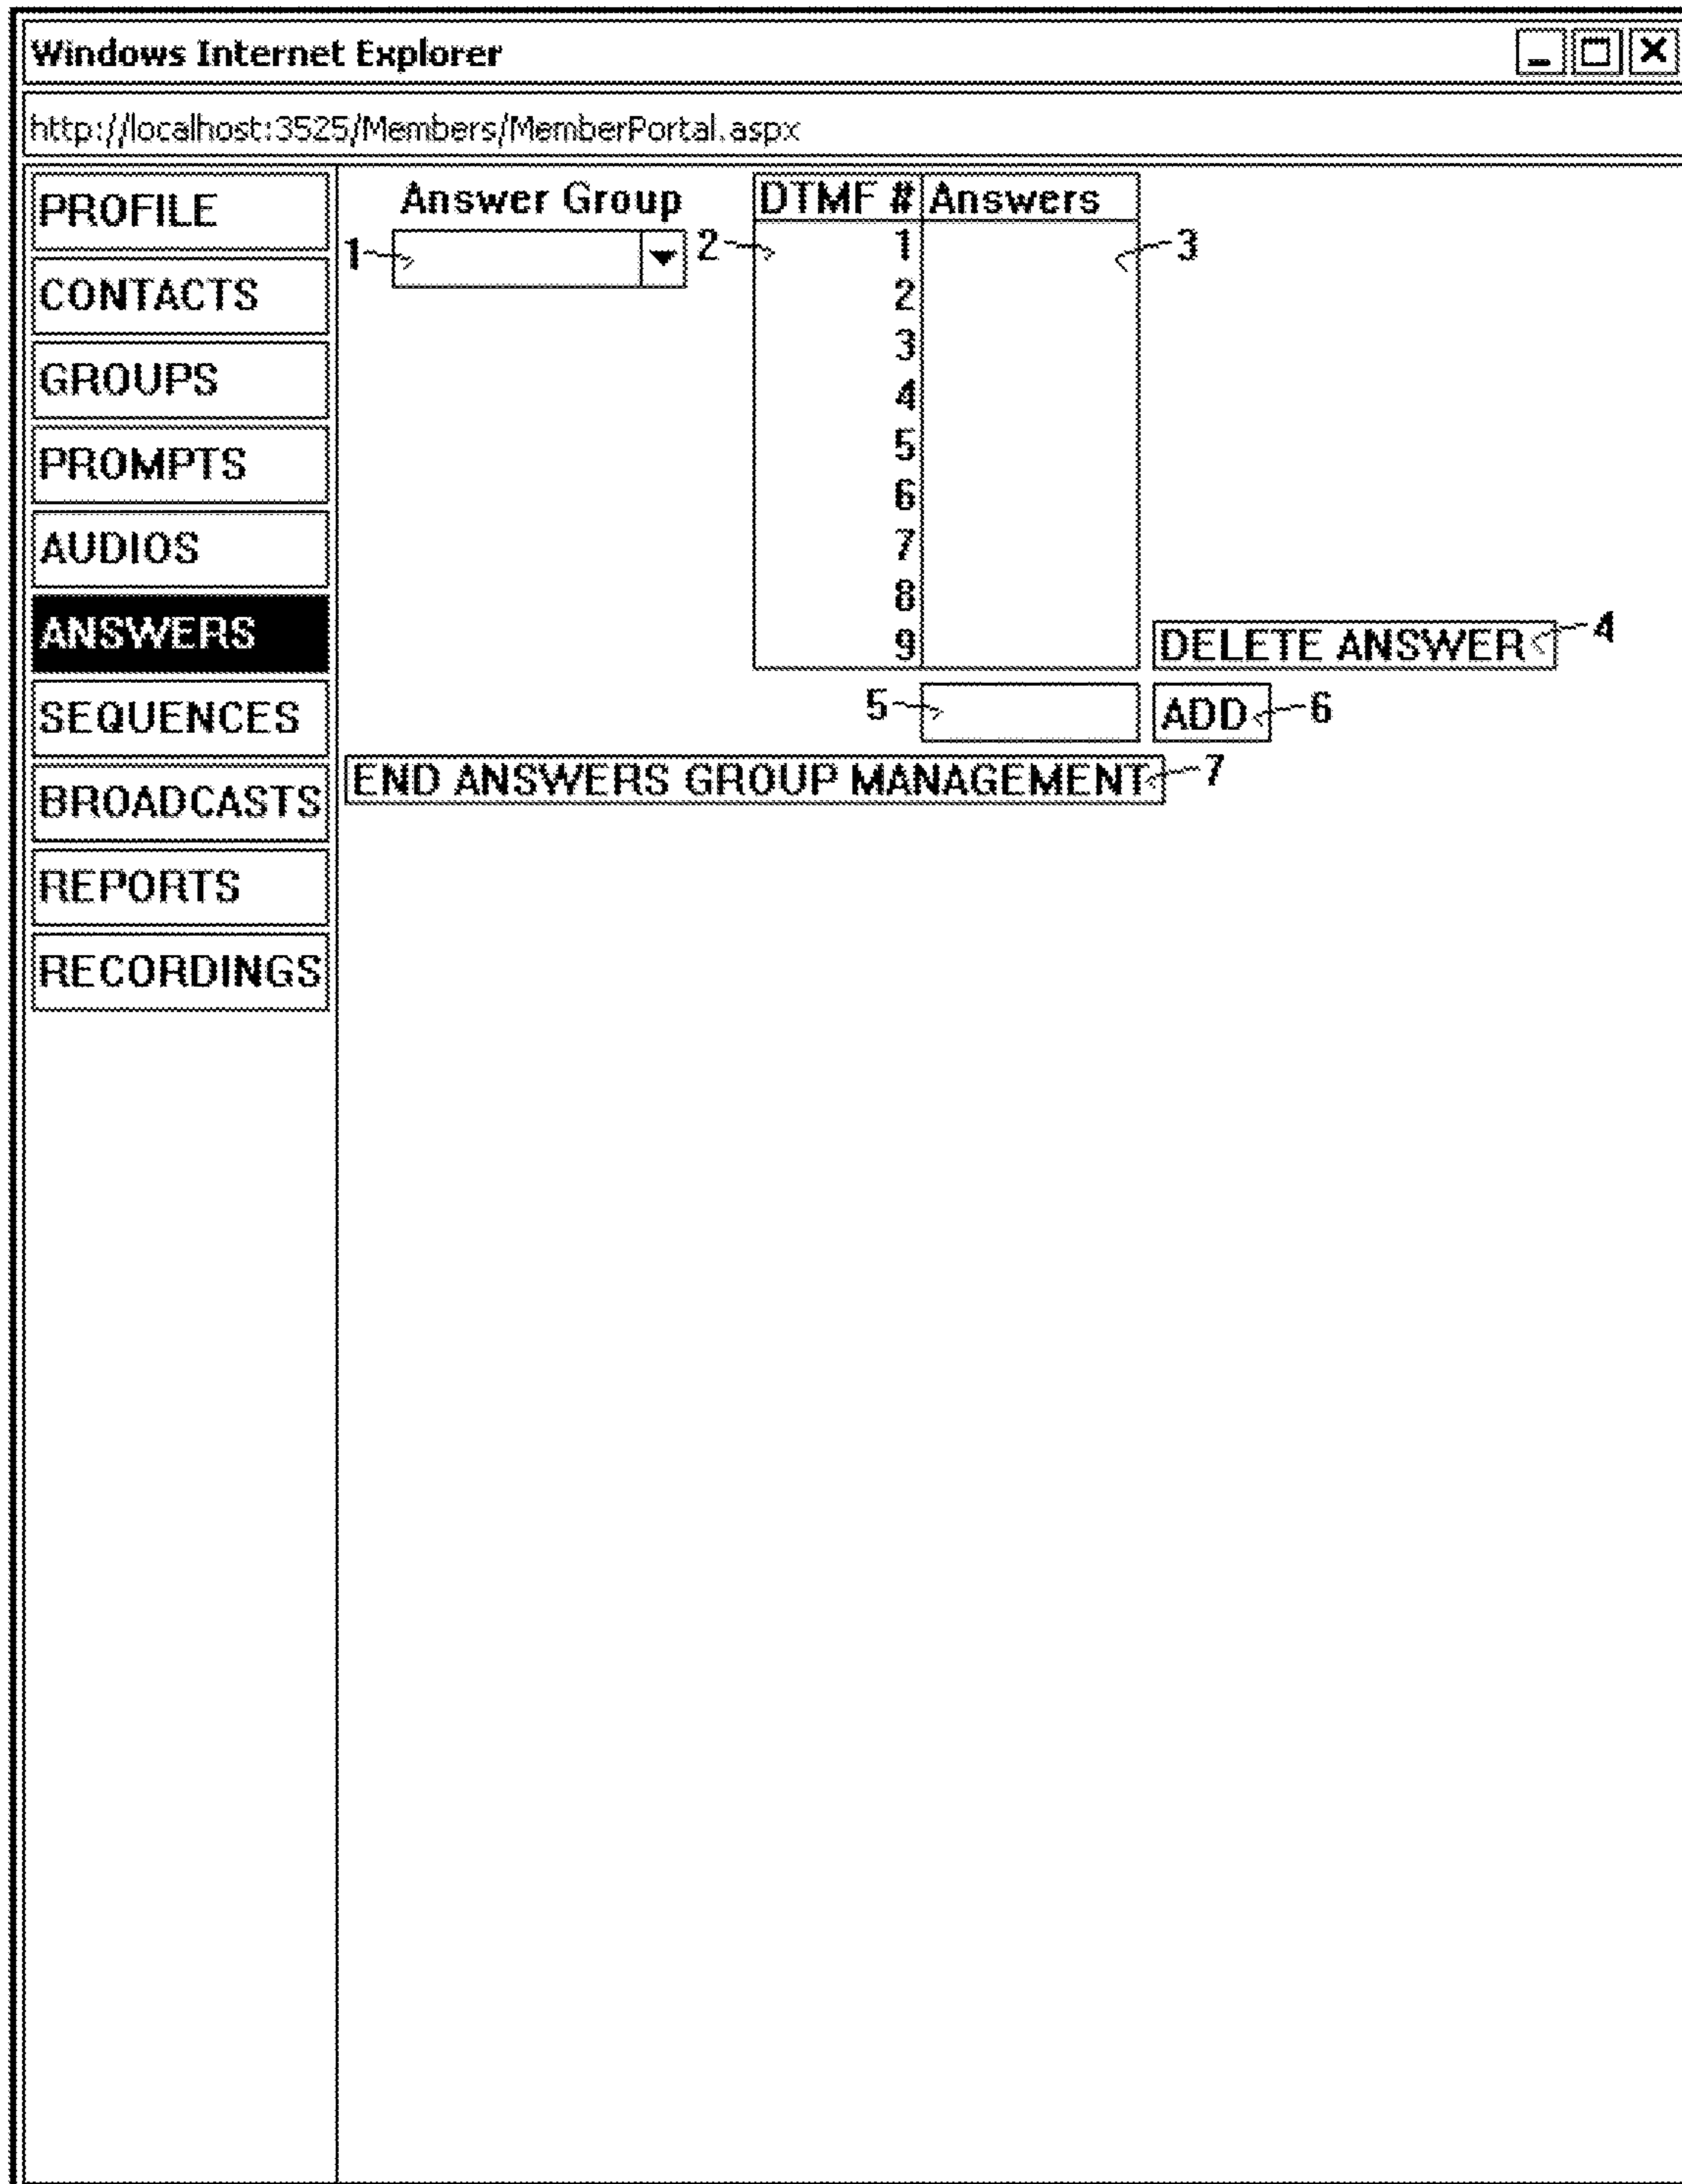 Windows Internet Explorer
http://localhost:3525/Members/MemberPortal.aspx
PROFILE
CONTACTS
GROUPS
PROMPTS
AUDIOS
ANSWERS
SEQUENCES
BROADCASTS
REPORTS
RECORDINGS
Answer Group
1
DTMF # Answers
2 1 3
2
3
4
5
6
7
8
9
DELETE ANSWER 4
5 ADD 6
END ANSWERS GROUP MANAGEMENT 7